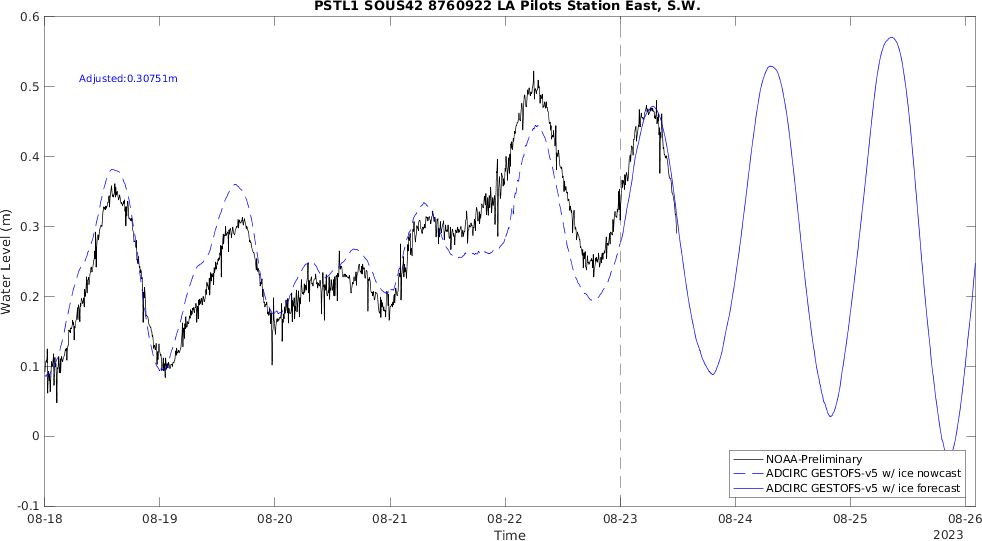 PSTL1 SOUS42 8760922 LA Pilots Station East, S.W.
0.6
0.5
0.4
0.3
0.2
0.1
0
-0.1
Water Level (m)
Adjusted:0.30751m
NOAA-Preliminary
ADCIRC GESTOFS-v5 w/ ice nowcast
ADCIRC GESTOFS-v5 w/ ice forecast
08-18 08-19 08-20 08-21 08-22 08-23 08-24 08-25 08-26
Time
2023